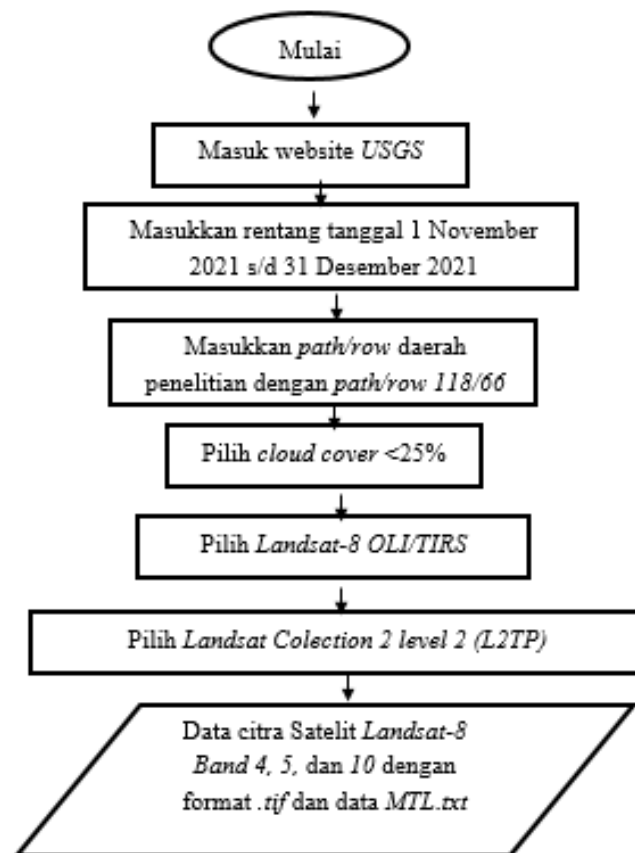 Mulai
Masuk website USGS
Masukkan rentang tanggal 1 November
2021 s/d 31 Desember 2021
Masukkan path/row daerah
penelitian dengan path/row 118/66
Pilih cloud cover <25%
Pilih Landsat-8 OLI/TIRS
Pilih Landsat Colection 2 level 2 (L2TP)
Data citra Satelit Landsat-8
Band 4, 5, dan 10 dengan
format .tif dan data MTL.txt